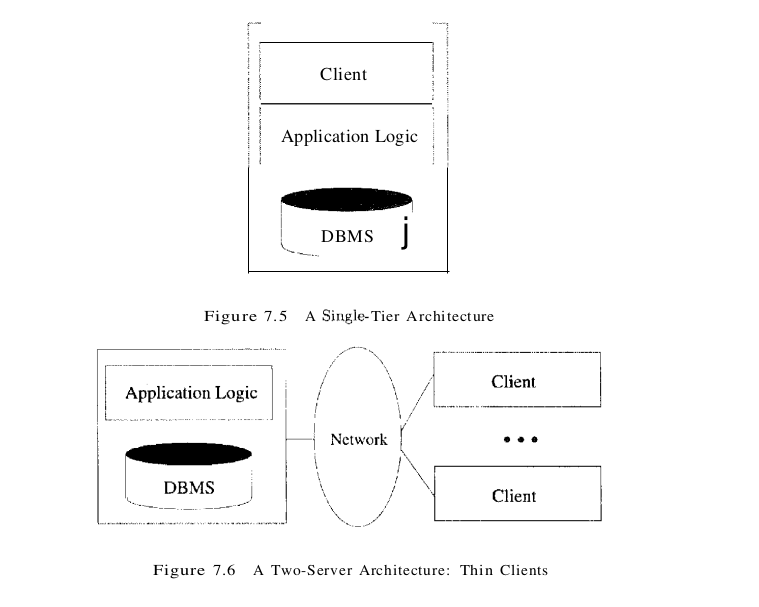 Client
Application Logic
DBMS j
Figure 7.5 A Single-Tier Architecture
Application Logic
DBMS
Network
Client
•••
Client
Figure 7.6 A Two-Server Architecture: Thin Clients